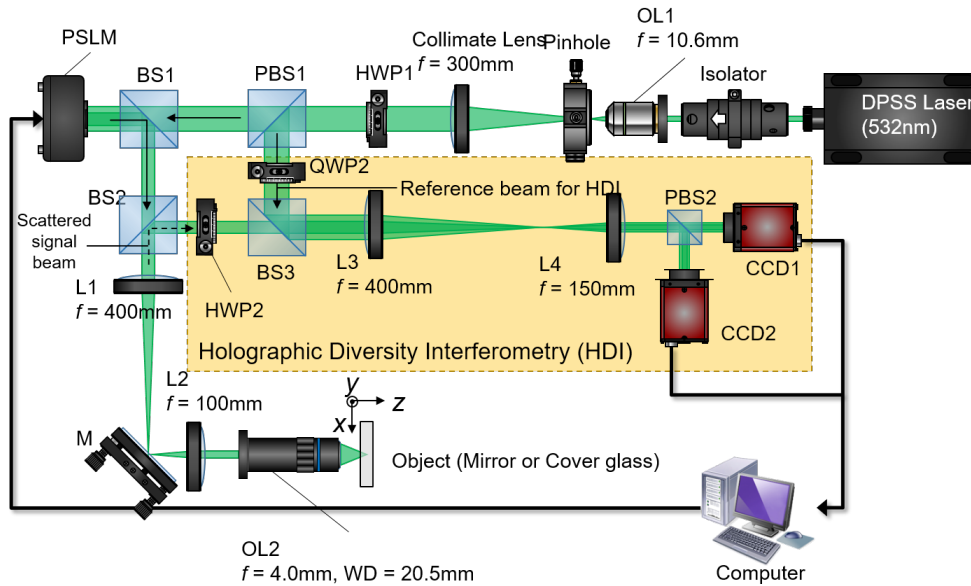 OL1
f = 10.6mm
PSLM
Collimate Lens
f = 300mm
Pinhole
BS1
PBS1
HWP1
Isolator
DPSS Laser
(532nm)
QWP2
Reference beam for HDI
BS2
PBS2
Scattered
signal
beam
BS3
L3
f = 400mm
L4
f = 150mm
CCD1
L1
f = 400mm
HWP2
CCD2
Holographic Diversity Interferometry (HDI)
L2
f = 100mm
y
z
x
M
Object (Mirror or Cover glass)
OL2
f = 4.0mm, WD = 20.5mm
Computer